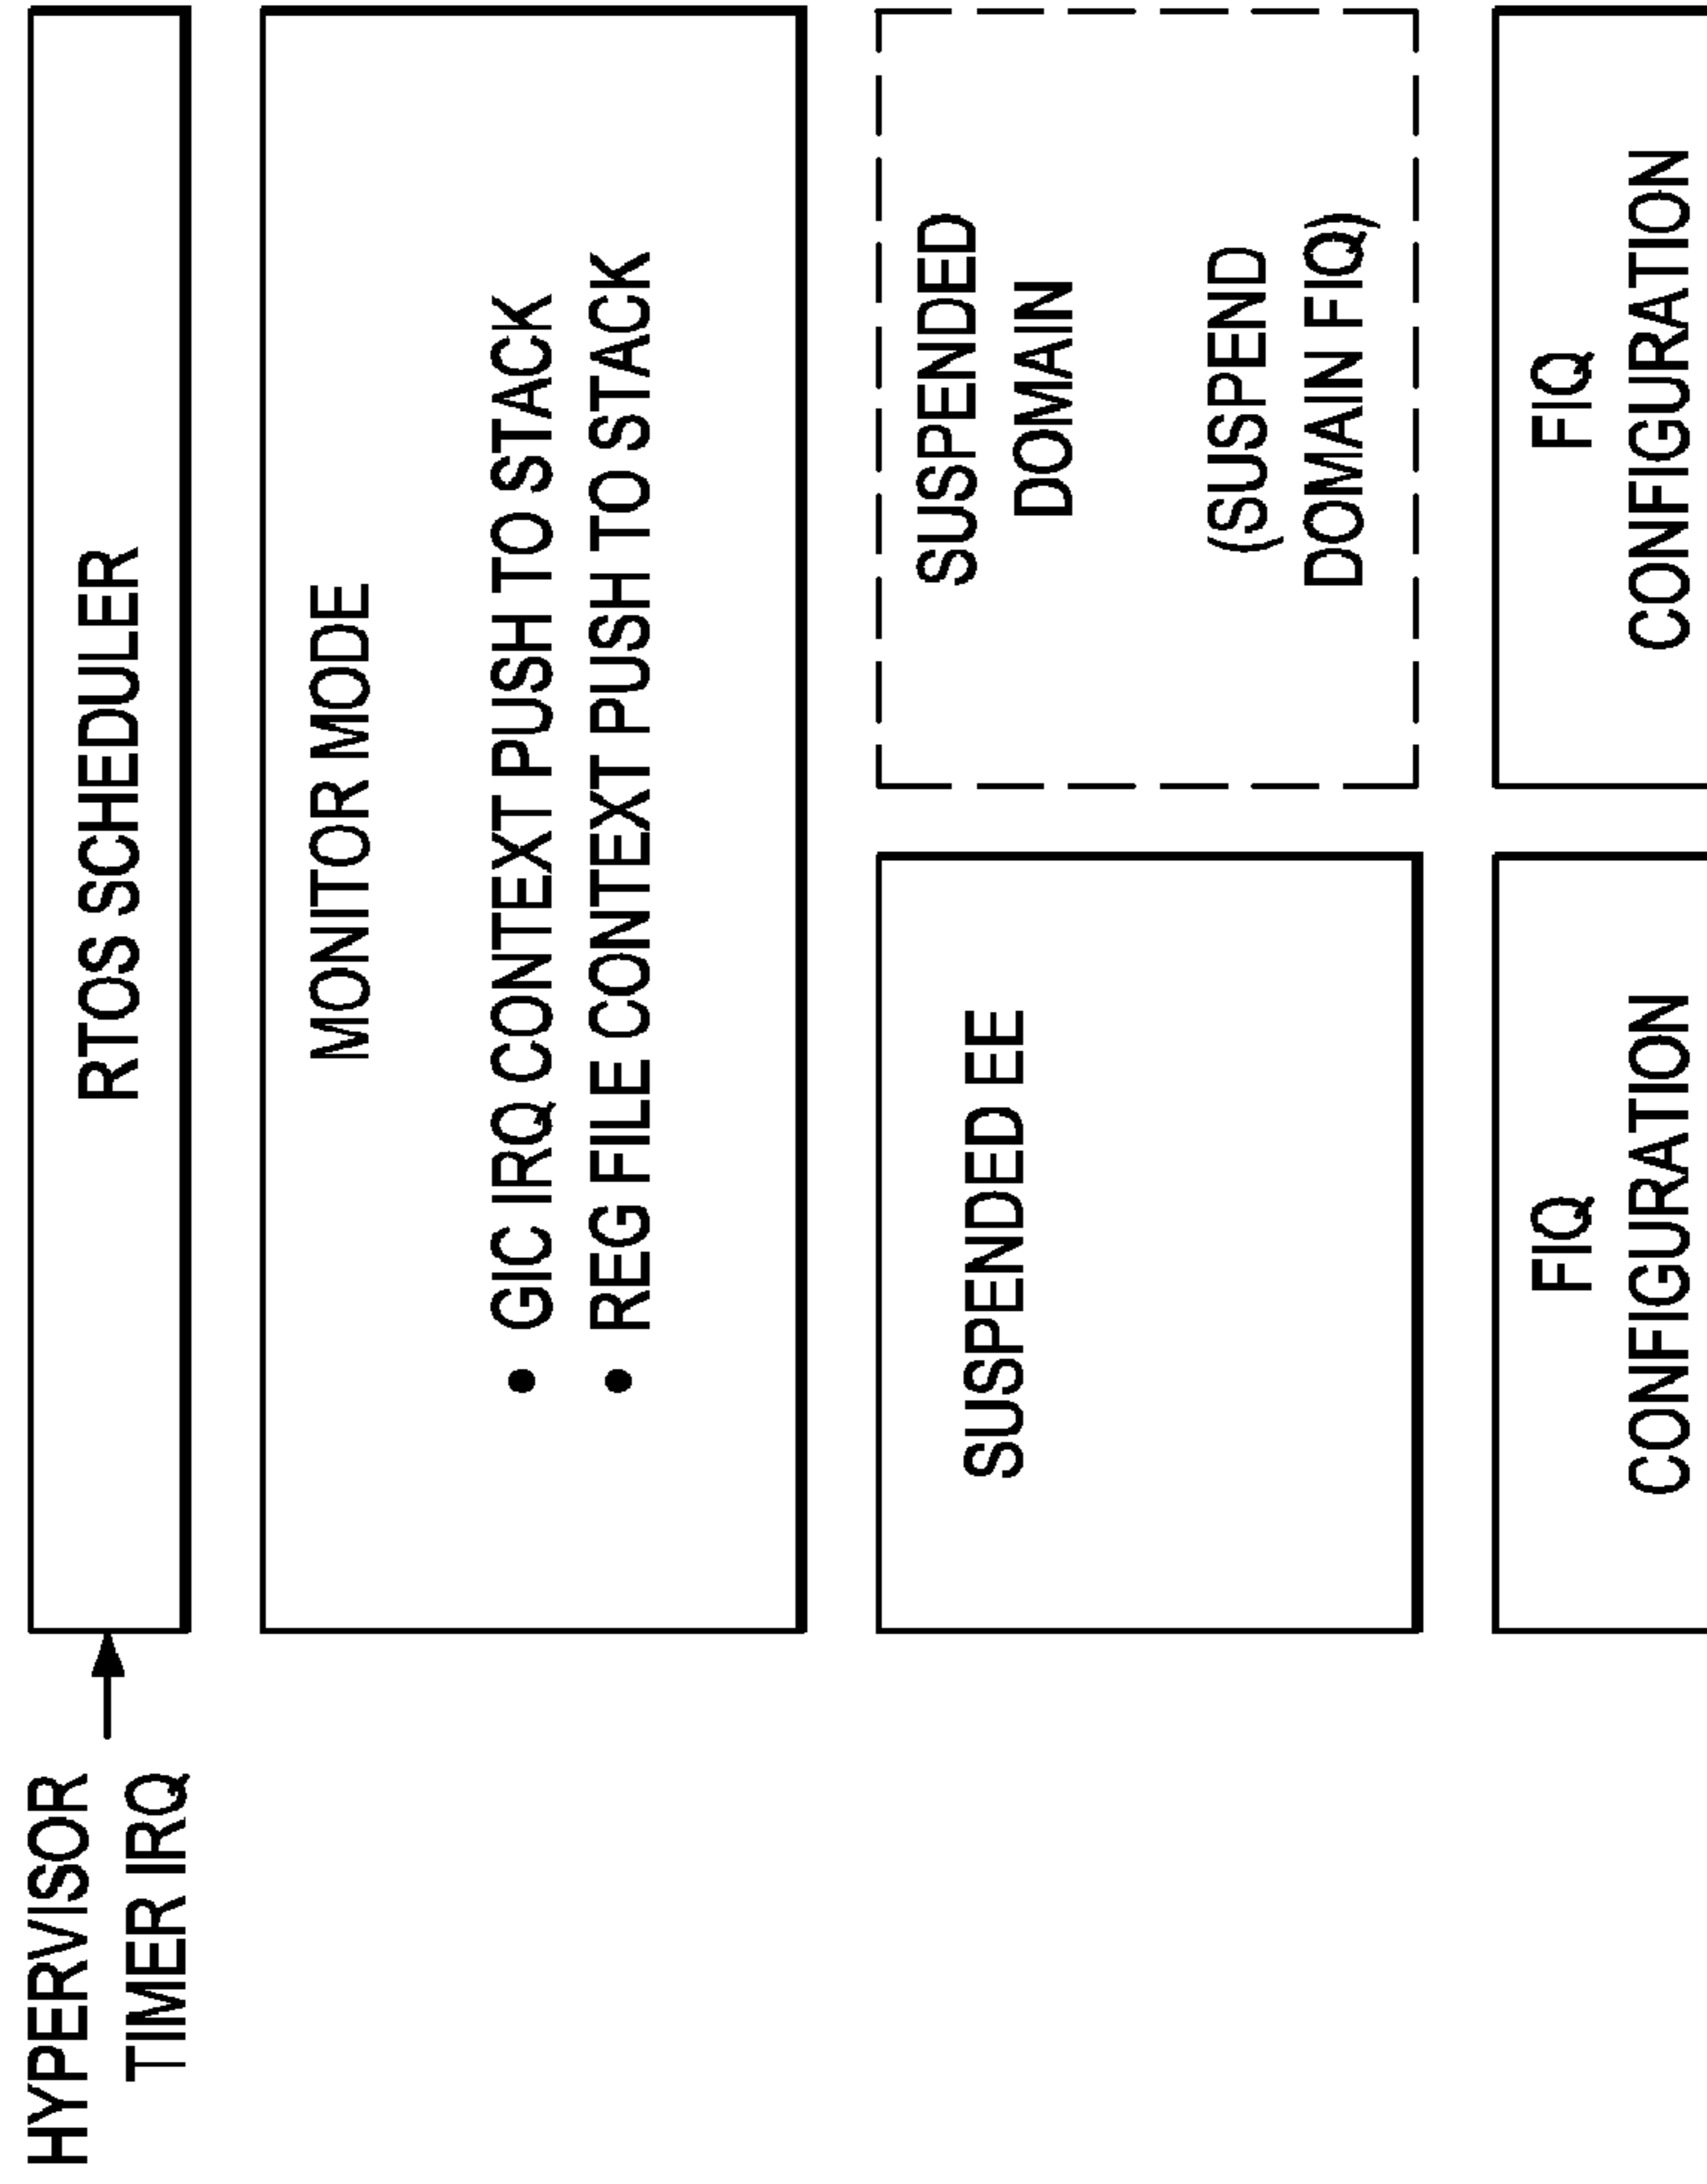 HYPERVISOR
TIMER IRQ
RTOS SCHEDULER
MONITOR MODE
• GIC IRQ CONTEXT PUSH TO STACK
• REG FILE CONTEXT PUSH TO STACK
SUSPENDED EE
SUSPENDED
DOMAIN
(SUSPEND
DOMAIN FIQ)
FIQ
CONFIGURATION
FIQ
CONFIGURATION